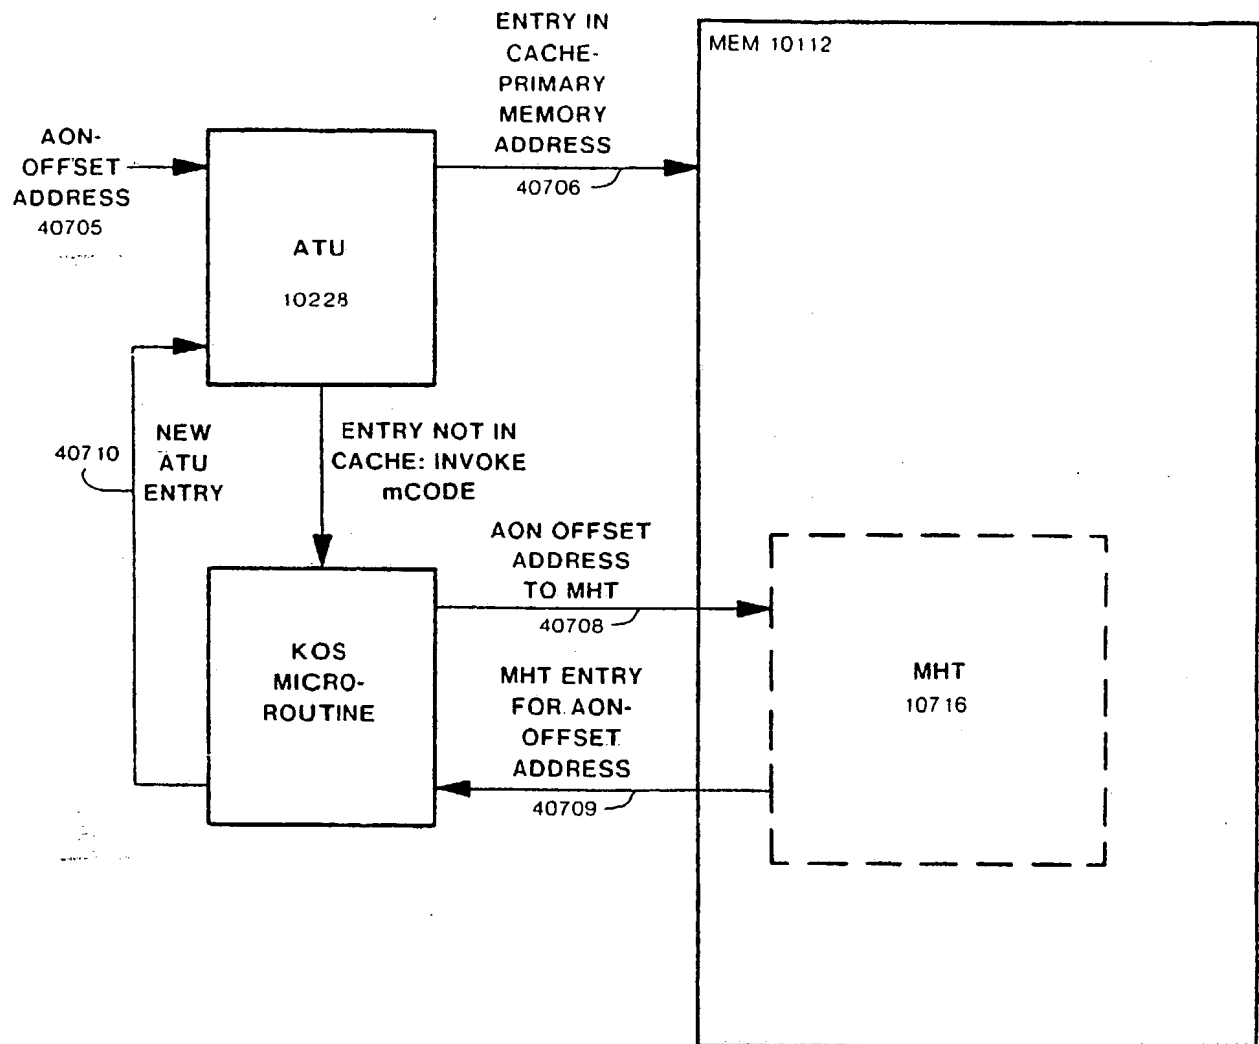 ENTRY IN
CACHE-
PRIMARY
MEMORY
ADDRESS
40706
MEM 10112
AON-
OFFSET
ADDRESS
40705
ATU
10228
40710
NEW
ATU
ENTRY
ENTRY NOT IN
CACHE: INVOKE
mCODE
AON OFFSET
ADDRESS
TO MHT
40708
KOS
MICRO-
ROUTINE
MHT ENTRY
FOR AON-
OFFSET
ADDRESS
40709
MHT
10716